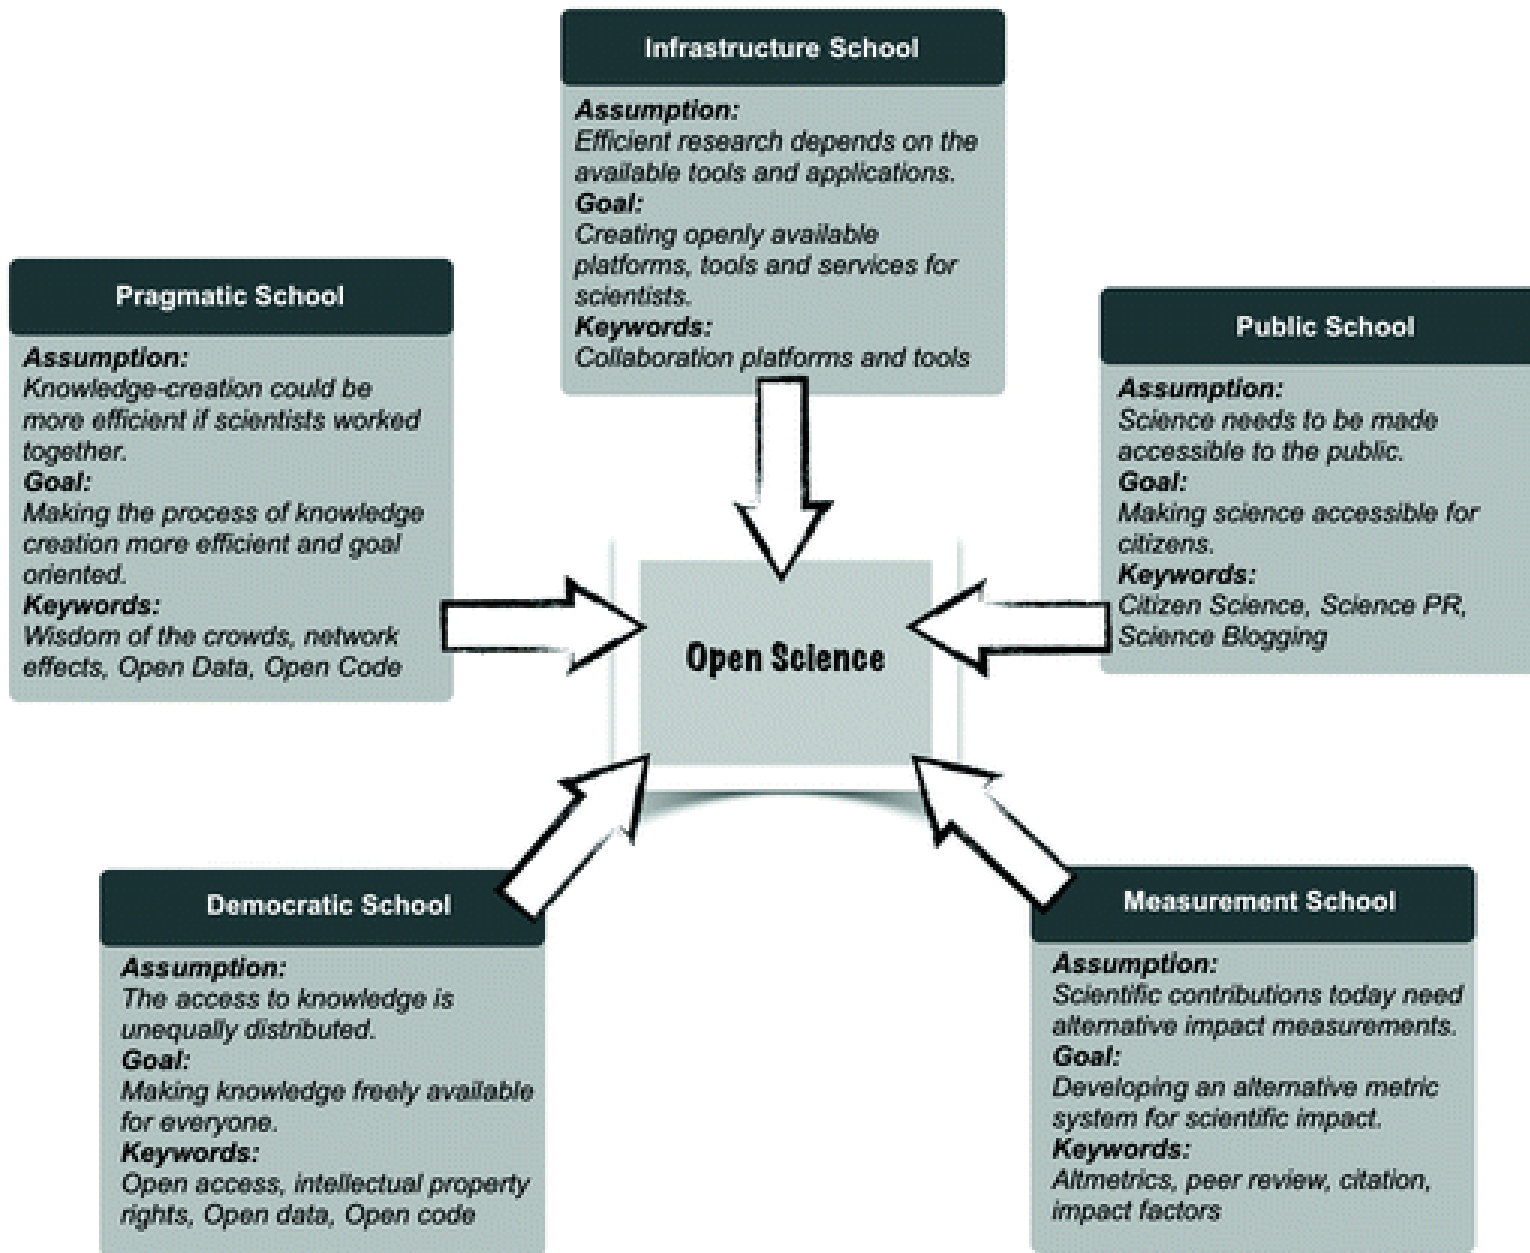 Infrastructure School
Assumption:
Efficient research depends on the
available tools and applications.
Goal:
Creating openly available
platforms, tools and services for
scientists.
Keywords:
Collaboration platforms and tools
Pragmatic School
Assumption:
Knowledge-creation could be
more efficient if scientists worked
together.
Goal:
Making the process of knowledge
creation more efficient and goal
oriented.
Keywords:
Wisdom of the crowds, network
effects, Open Data, Open Code
Public School
Assumption:
Science needs to be made
accessible to the public.
Goal:
Making science accessible for
citizens.
Keywords:
Citizen Science, Science PR,
Science Blogging
Open Science
Democratic School
Assumption:
The access to knowledge is
unequally distributed.
Goal:
Making knowledge freely available
for everyone.
Keywords:
Open access, intellectual property
rights, Open data, Open code
Measurement School
Assumption:
Scientific contributions today need
alternative impact measurements.
Goal:
Developing an alternative metric
system for scientific impact.
Keywords:
Altmetrics, peer review, citation,
impact factors